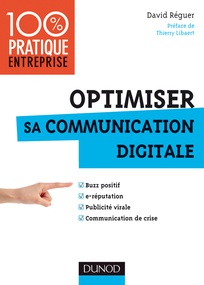 David Réguer
Préface de
Thierry Libaert
100%
PRATIQUE
ENTREPRISE
OPTIMISER
SA COMMUNICATION
DIGITALE
Buzz positif
e-réputation
Publicité virale
Communication de crise
DUNOD